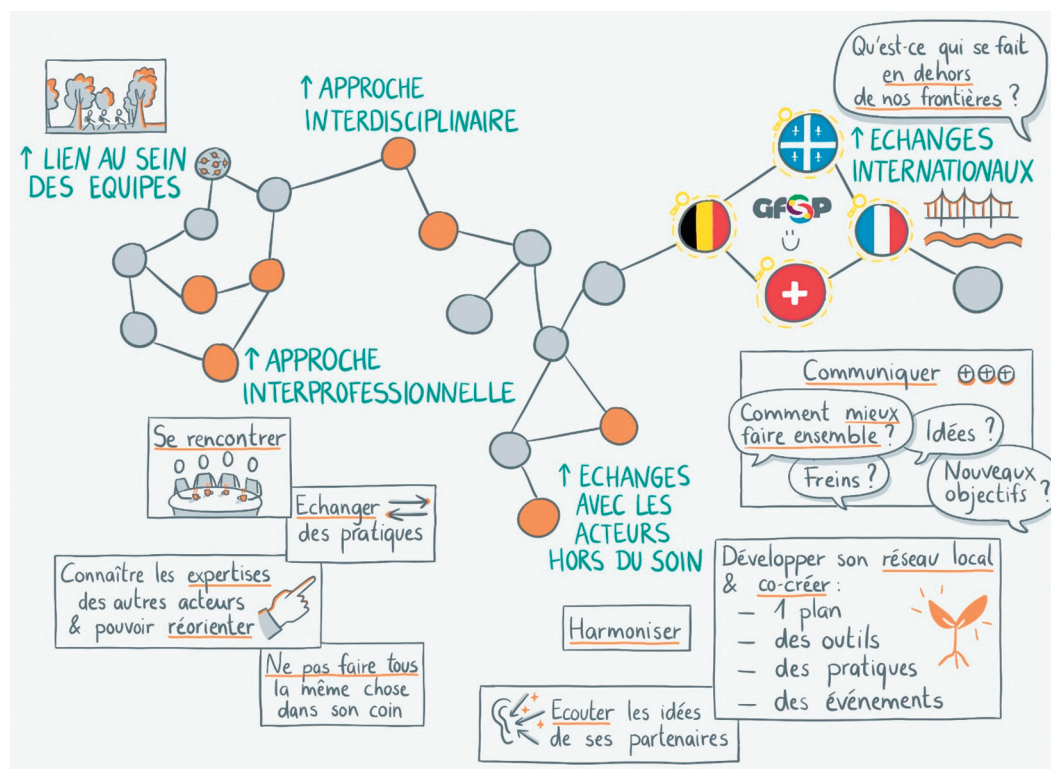 ↑ LIEN AU SEIN
DES EQUIPES
↑ APPROCHE
INTERDISCIPLINAIRE
Qu'est-ce qui se fait
en dehors
de nos frontières ?
↑ ECHANGES
INTERNATIONAUX
GFSP
↑ APPROCHE
INTERPROFESSIONNELLE
Se rencontrer
Echanger
des pratiques
Connaître les expertises
des autres acteurs
& pouvoir réorienter
Ne pas faire tous
la même chose
dans son coin
↑ ECHANGES
AVEC LES
ACTEURS
HORS DU SOIN
Harmoniser
Ecouter les idées
de ses partenaires
Communiquer
Comment mieux
faire ensemble ?
Idées ?
Freins ?
Nouveaux
objectifs ?
Développer son réseau local
& co-créer :
– 1 plan
– des outils
– des pratiques
– des événements